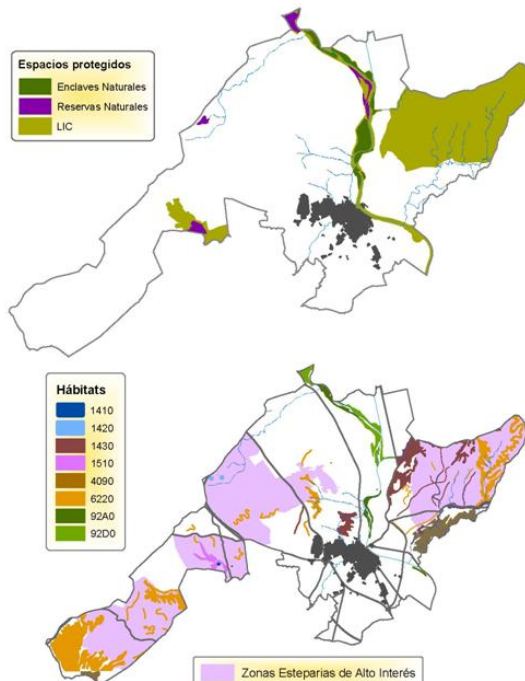 Espacios protegidos
Enclaves Naturales
Reservas Naturales
LIC
Hábitats
1410
1420
1430
1510
4090
6220
92A0
92D0
Zonas Esteparias de Alto Interés